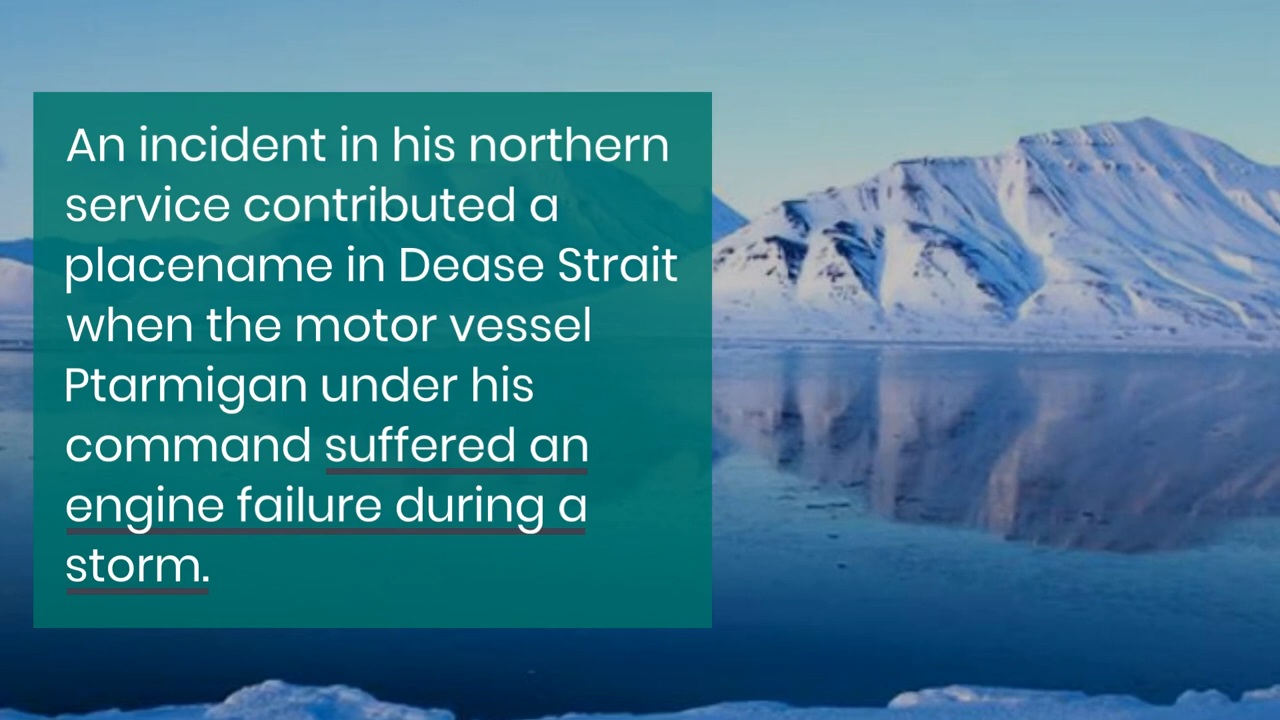 An incident in his northern
service contributed a
placename in Dease Strait
when the motor vessel
Ptarmigan under his
command suffered an
engine failure during a
storm.